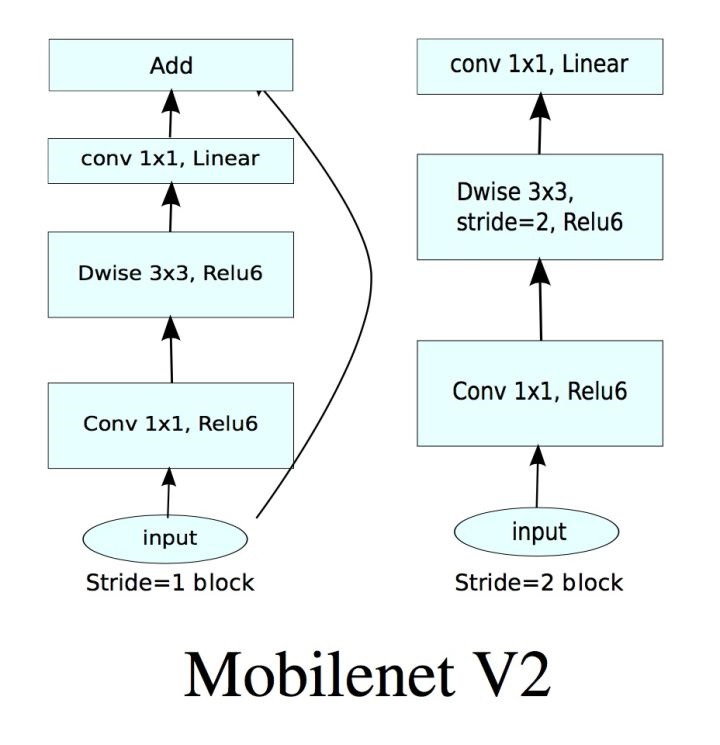 Add
conv 1x1, Linear
Dwise 3x3, Relu6
Conv 1x1, Relu6
input
Stride=1 block
conv 1x1, Linear
Dwise 3x3,
stride=2, Relu6
Conv 1x1, Relu6
input
Stride=2 block
Mobilenet V2